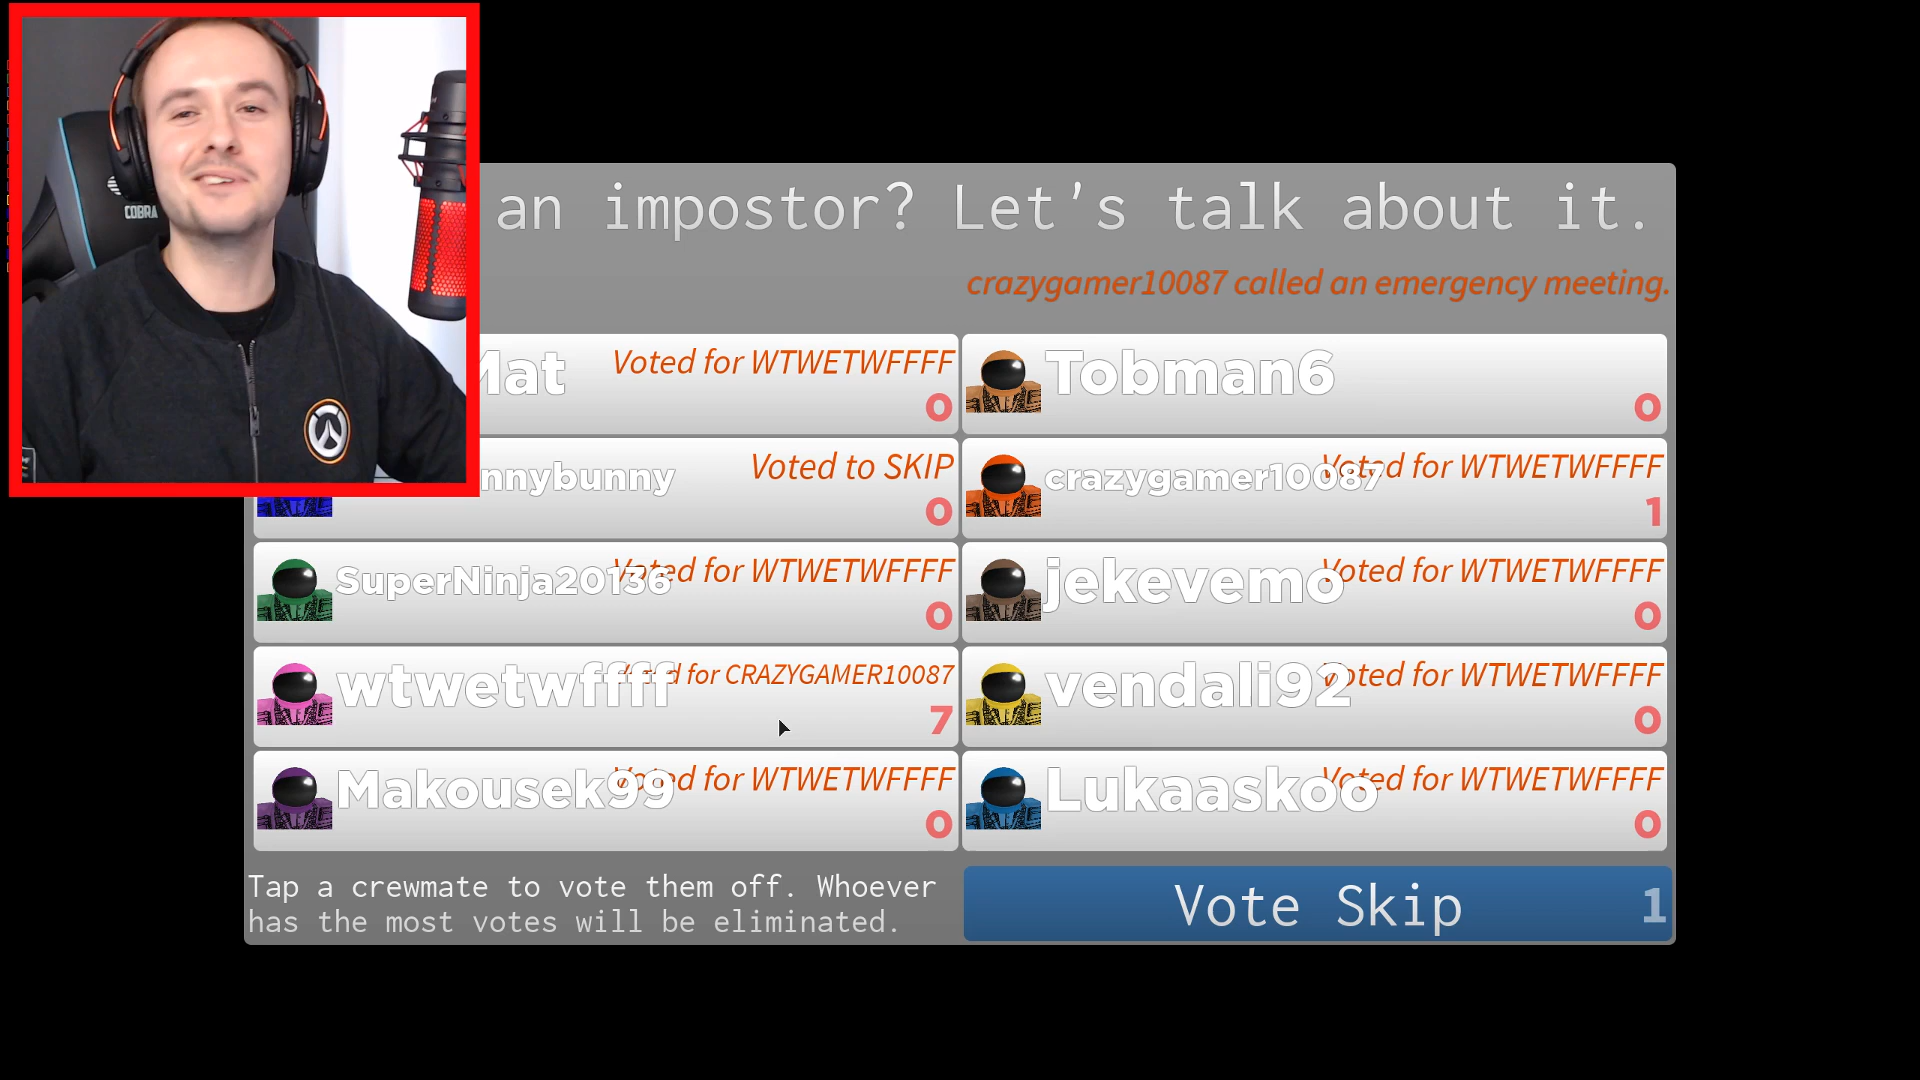 COBRA
an impostor? Let's talk about it.
crazygamer10087 called an emergency meeting.
Mat Voted for WTWETWFFFF
0
Tobman6
0
nnybunny Voted to SKIP
0
crazygamer10087 Voted for WTWETWFFFF
1
SuperNinja20136 Voted for WTWETWFFFF
0
jekevemo Voted for WTWETWFFFF
0
wtwetwffff Voted for CRAZYGAMER10087
7
vendali92 Voted for WTWETWFFFF
0
Makousek99 Voted for WTWETWFFFF
0
Lukaaskoo Voted for WTWETWFFFF
0
Tap a crewmate to vote them off. Whoever
has the most votes will be eliminated.
Vote Skip 1